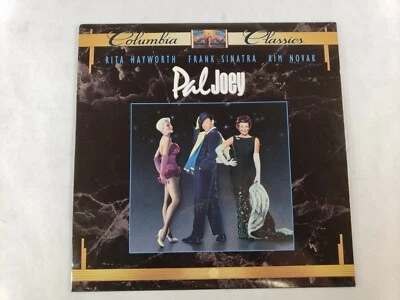 Columbia Classics
RITA HAYWORTH FRANK SINATRA KIM NOVAK
Pal Joey